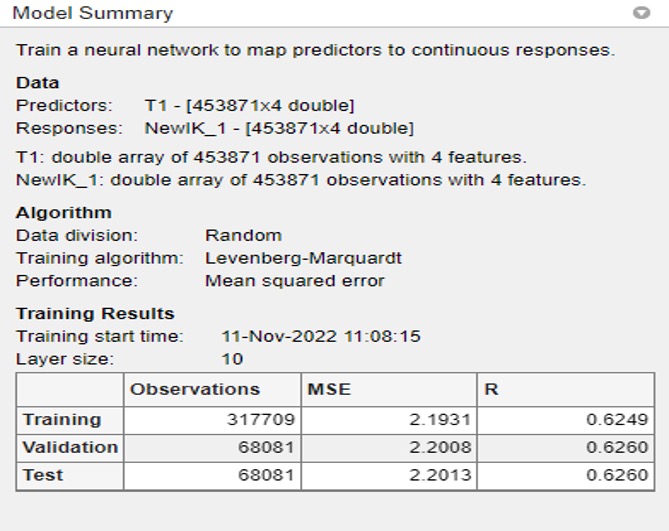 Model Summary
Train a neural network to map predictors to continuous responses.
Data
Predictors: T1 - [453871x4 double]
Responses: NewIK_1 - [453871x4 double]
T1: double array of 453871 observations with 4 features.
NewIK_1: double array of 453871 observations with 4 features.
Algorithm
Data division: Random
Training algorithm: Levenberg-Marquardt
Performance: Mean squared error
Training Results
Training start time: 11-Nov-2022 11:08:15
Layer size: 10
Observations MSE R
Training 317709 2.1931 0.6249
Validation 68081 2.2008 0.6260
Test 68081 2.2013 0.6260